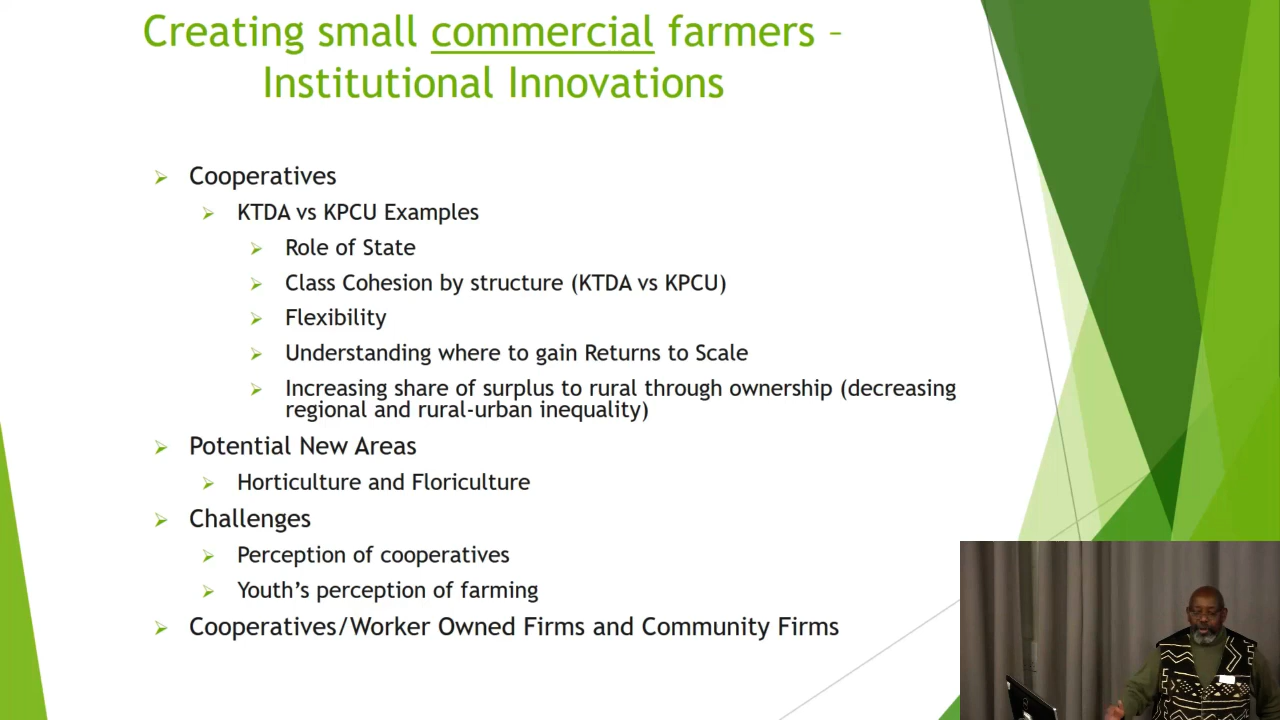 Creating small commercial farmers –
Institutional Innovations
Cooperatives
KTDA vs KPCU Examples
Role of State
Class Cohesion by structure (KTDA vs KPCU)
Flexibility
Understanding where to gain Returns to Scale
Increasing share of surplus to rural through ownership (decreasing
regional and rural-urban inequality)
Potential New Areas
Horticulture and Floriculture
Challenges
Perception of cooperatives
Youth’s perception of farming
Cooperatives/Worker Owned Firms and Community Firms